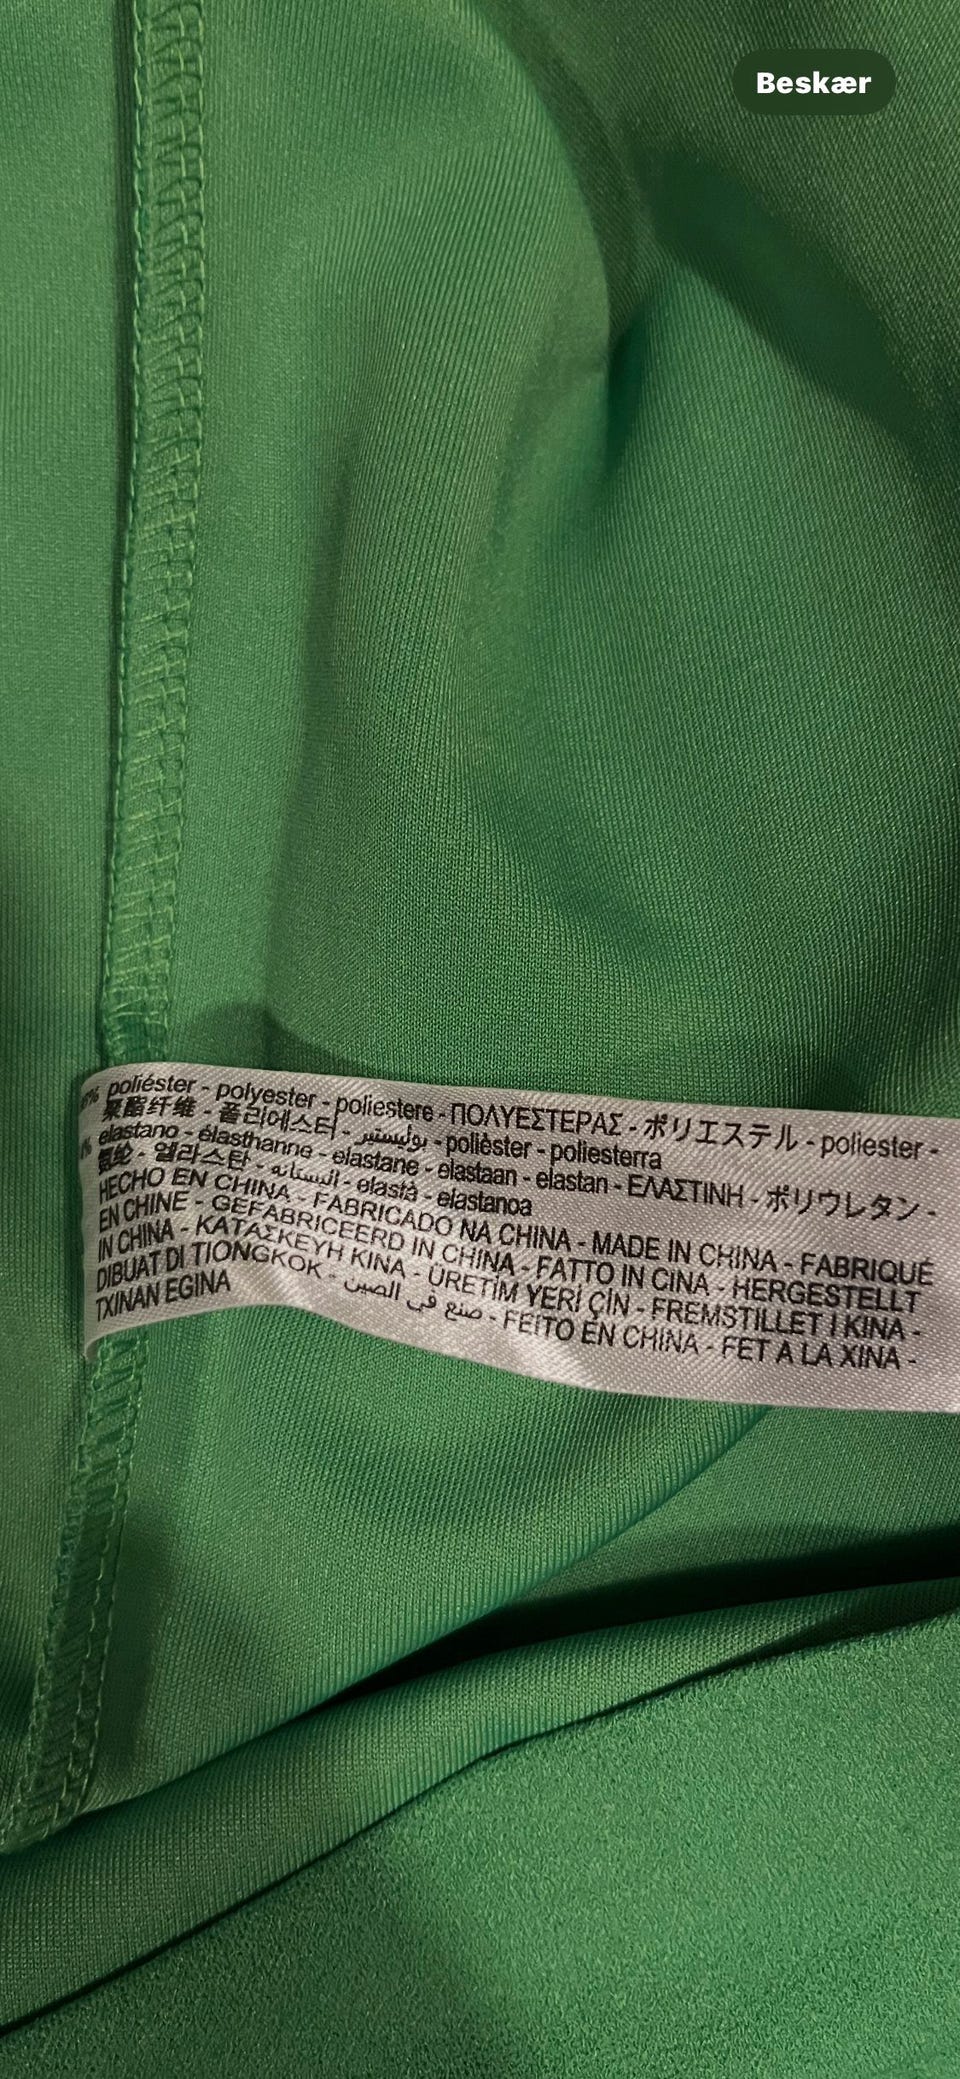 Beskær
% poliéster - polyester - poliestere - ΠΟΛΥΕΣΤΕΡΑΣ - ポリエステル - poliester -
聚酯纤维 - 폴리에스터 - بوليستير - polièster - poliesterra
% elastano - élasthanne - elastane - elastaan - elastan - ΕΛΑΣΤΙΝΗ - ポリウレタン -
氨纶 - 엘라스탄 - الستانه - elastà - elastanoa
HECHO EN CHINA - FABRICADO NA CHINA - MADE IN CHINA - FABRIQUÉ
EN CHINE - GEFABRICEERD IN CHINA - FATTO IN CINA - HERGESTELLT
IN CHINA - ΚΑΤΑΣΚΕΥΗ ΚΙΝΑ - ÜRETİM YERİ ÇİN - FREMSTILLET I KINA -
DIBUAT DI TIONGKOK - صنع في الصين - FEITO EN CHINA - FET A LA XINA -
TXINAN EGINA